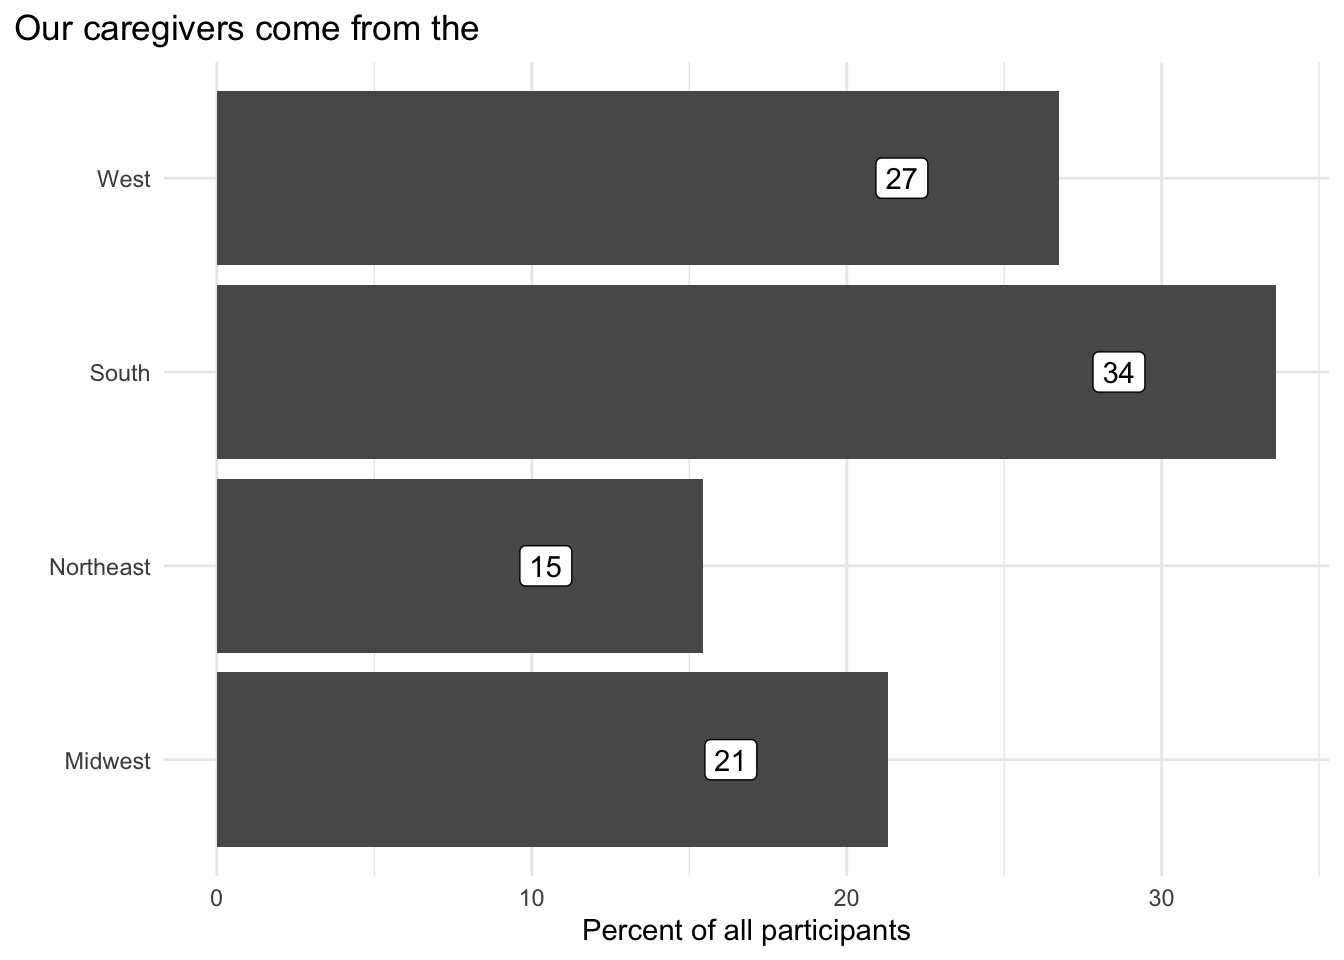 Our caregivers come from the
West
27
South
34
Northeast
15
Midwest
21
0 10 20 30
Percent of all participants